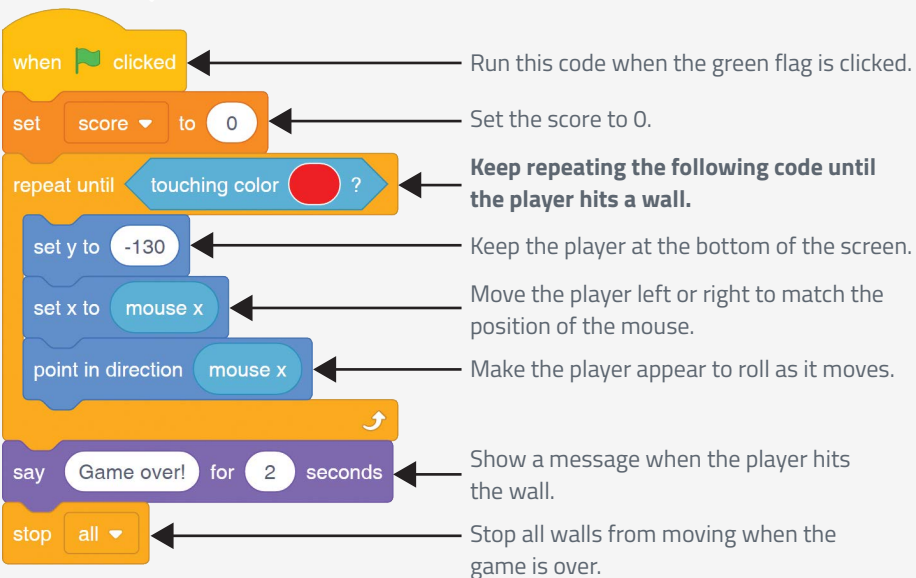 when clicked
Run this code when the green flag is clicked.
set score to 0
Set the score to 0.
repeat until touching color ?
Keep repeating the following code until
the player hits a wall.
set y to -130
Keep the player at the bottom of the screen.
set x to mouse x
Move the player left or right to match the
position of the mouse.
point in direction mouse x
Make the player appear to roll as it moves.
say Game over! for 2 seconds
Show a message when the player hits
the wall.
stop all
Stop all walls from moving when the
game is over.